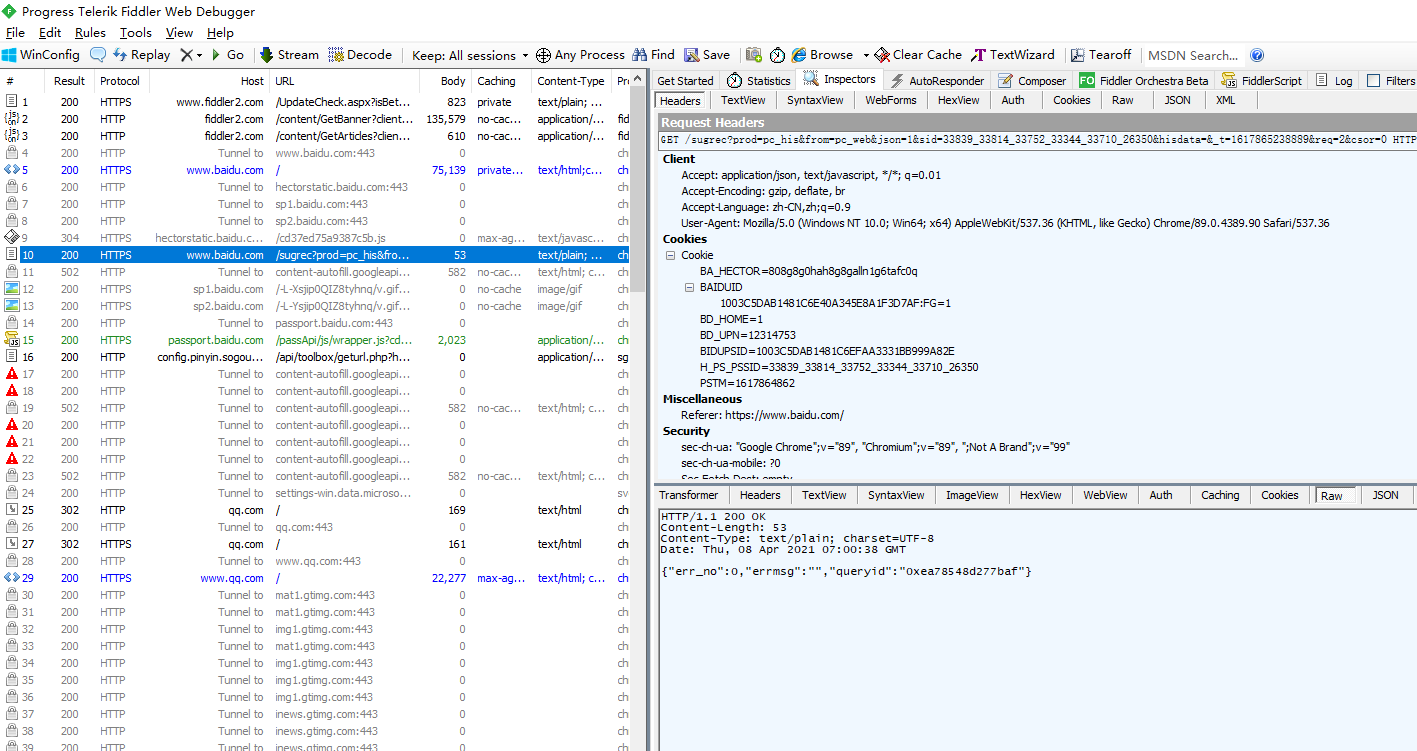 Progress Telerik Fiddler Web Debugger
File Edit Rules Tools View Help
WinConfig Replay Go Stream Decode Keep: All sessions Any Process Find Save Browse Clear Cache TextWizard Tearoff MSDN Search...
# Result Protocol Host URL Body Caching Content-Type Pr
1 200 HTTPS www.fiddler2.com /UpdateCheck.aspx?isBet... 823 private text/plain; ...
2 200 HTTP fiddler2.com /content/GetBanner?client... 135,579 no-cac... application/... fid
3 200 HTTP fiddler2.com /content/GetArticles?clien... 610 no-cac... application/... fid
4 200 HTTP Tunnel to www.baidu.com:443 0 ch
5 200 HTTPS www.baidu.com / 75,139 private... text/html;c... ch
6 200 HTTP Tunnel to hectorstatic.baidu.com:443 0 ch
7 200 HTTP Tunnel to sp1.baidu.com:443 0 ch
8 200 HTTP Tunnel to sp2.baidu.com:443 0 ch
9 304 HTTPS hectorstatic.baidu.c... /cd37ed75a9387c5b.js 0 max-ag... text/javasc... ch
10 200 HTTPS www.baidu.com /sugrec?prod=pc_his&fro... 53 text/plain; ... ch
11 502 HTTP Tunnel to content-autofill.googleapi... 582 no-cac... text/html; c... ch
12 200 HTTPS sp1.baidu.com /-L-Xsjip0QIZ8tyhnq/v.gif... 0 no-cache image/gif ch
13 200 HTTPS sp2.baidu.com /-L-Ysjip0QIZ8tyhnq/v.gif... 0 no-cache image/gif ch
14 200 HTTP Tunnel to passport.baidu.com:443 0 ch
15 200 HTTPS passport.baidu.com /passApi/js/wrapper.js?cd... 2,023 application/... ch
16 200 HTTP config.pinyin.sogou... /api/toolbox/geturl.php?h... 0 application/... sg
17 200 HTTP Tunnel to content-autofill.googleapi... 0 ch
18 200 HTTP Tunnel to content-autofill.googleapi... 0 ch
19 502 HTTP Tunnel to content-autofill.googleapi... 582 no-cac... text/html; c... ch
20 200 HTTP Tunnel to content-autofill.googleapi... 0 ch
21 200 HTTP Tunnel to content-autofill.googleapi... 0 ch
22 200 HTTP Tunnel to content-autofill.googleapi... 0 ch
23 502 HTTP Tunnel to content-autofill.googleapi... 582 no-cac... text/html; c... ch
24 200 HTTP Tunnel to settings-win.data.microso... 0 sv
25 302 HTTP qq.com / 169 text/html ch
26 200 HTTP Tunnel to qq.com:443 0 ch
27 302 HTTPS qq.com / 161 text/html ch
28 200 HTTP Tunnel to www.qq.com:443 0 ch
29 200 HTTPS www.qq.com / 22,277 max-ag... text/html; c... ch
30 200 HTTP Tunnel to mat1.gtimg.com:443 0 ch
31 200 HTTP Tunnel to mat1.gtimg.com:443 0 ch
32 200 HTTP Tunnel to img1.gtimg.com:443 0 ch
33 200 HTTP Tunnel to mat1.gtimg.com:443 0 ch
34 200 HTTP Tunnel to img1.gtimg.com:443 0 ch
35 200 HTTP Tunnel to img1.gtimg.com:443 0 ch
36 200 HTTP Tunnel to img1.gtimg.com:443 0 ch
37 200 HTTP Tunnel to inews.gtimg.com:443 0 ch
38 200 HTTP Tunnel to inews.gtimg.com:443 0 ch
39 200 HTTP Tunnel to inews.gtimg.com:443 0 ch
Get Started Statistics Inspectors AutoResponder Composer FO Fiddler Orchestra Beta FiddlerScript Log Filters
Headers TextView SyntaxView WebForms HexView Auth Cookies Raw JSON XML
Request Headers
GET /sugrec?prod=pc_his&from=pc_web&json=1&sid=33839_33814_33752_33344_33710_26350&hisdata=&_t=1617865238889&req=2&csor=0 HTTP
Client
Accept: application/json, text/javascript, */*; q=0.01
Accept-Encoding: gzip, deflate, br
Accept-Language: zh-CN,zh;q=0.9
User-Agent: Mozilla/5.0 (Windows NT 10.0; Win64; x64) AppleWebKit/537.36 (KHTML, like Gecko) Chrome/89.0.4389.90 Safari/537.36
Cookies
Cookie
BA_HECTOR=808g8g0hah8g8galln1g6tafc0q
BAIDUID
1003C5DAB1481C6E40A345E8A1F3D7AF:FG=1
BD_HOME=1
BD_UPN=12314753
BIDUPSID=1003C5DAB1481C6EFAA3331BB999A82E
H_PS_PSSID=33839_33814_33752_33344_33710_26350
PSTM=1617864862
Miscellaneous
Referer: https://www.baidu.com/
Security
sec-ch-ua: "Google Chrome";v="89", "Chromium";v="89", ";Not A Brand";v="99"
sec-ch-ua-mobile: ?0
Sec-Fetch-Dest: empty
Transformer Headers TextView SyntaxView ImageView HexView WebView Auth Caching Cookies Raw JSON
HTTP/1.1 200 OK
Content-Length: 53
Content-Type: text/plain; charset=UTF-8
Date: Thu, 08 Apr 2021 07:00:38 GMT
{"err_no":0,"errmsg":"","queryid":"0xea78548d277baf"}